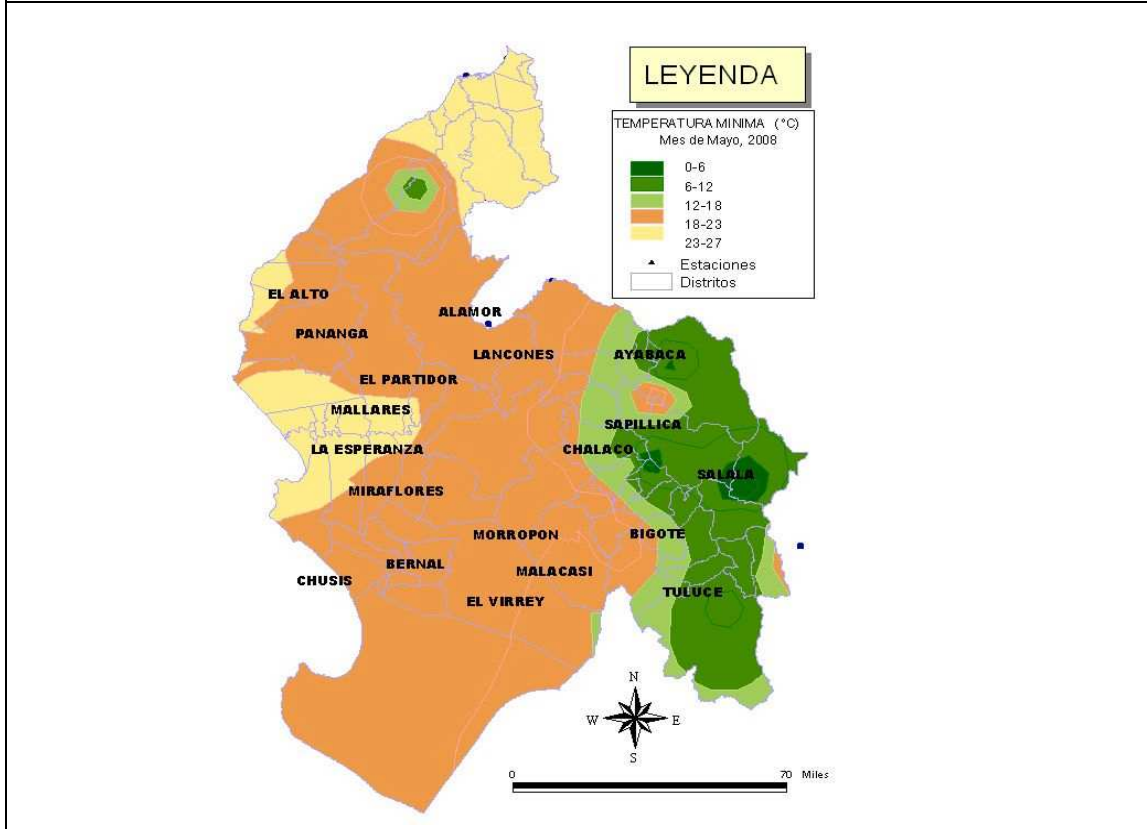 LEYENDA
TEMPERATURA MINIMA (°C)
Mes de Mayo, 2008
0-6
6-12
12-18
18-23
23-27
Estaciones
Distritos
EL ALTO
ALAMOR
PANANGA
LANCONES
AYABACA
EL PARTIDOR
MALLARES
SAPILLICA
LA ESPERANZA
CHALACO
SALALA
MIRAFLORES
MORROPON
BIGOTE
BERNAL
MALACASI
CHUSIS
EL VIRREY
TULUCE
N
W
E
S
0
70 Miles